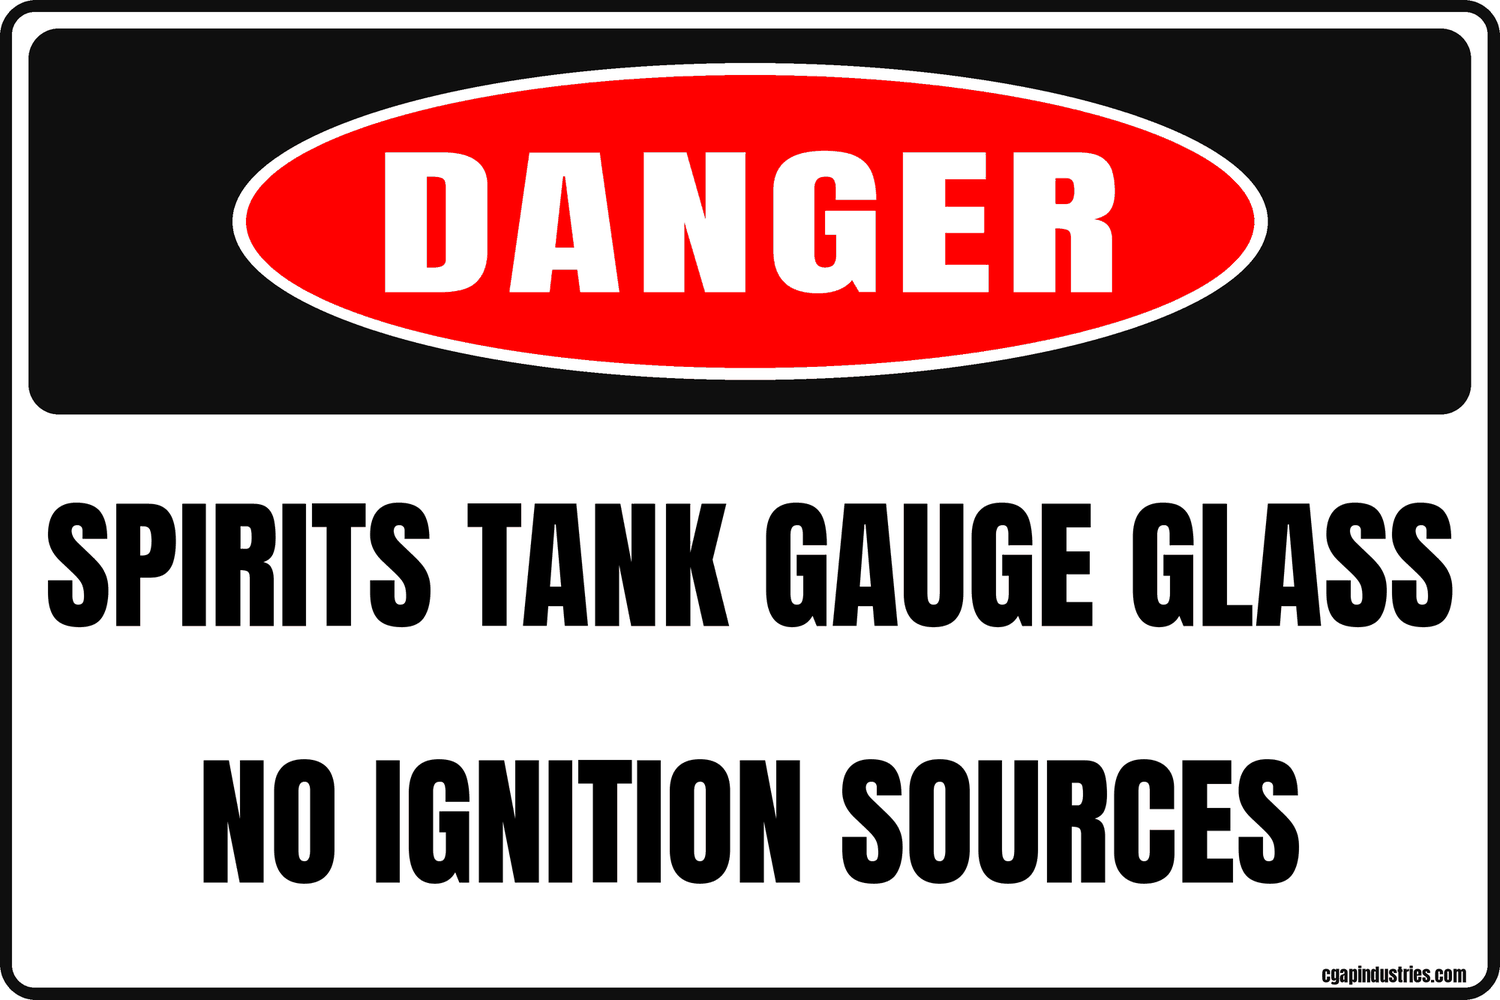 DANGER
SPIRITS TANK GAUGE GLASS
NO IGNITION SOURCES
cgapindustries.com